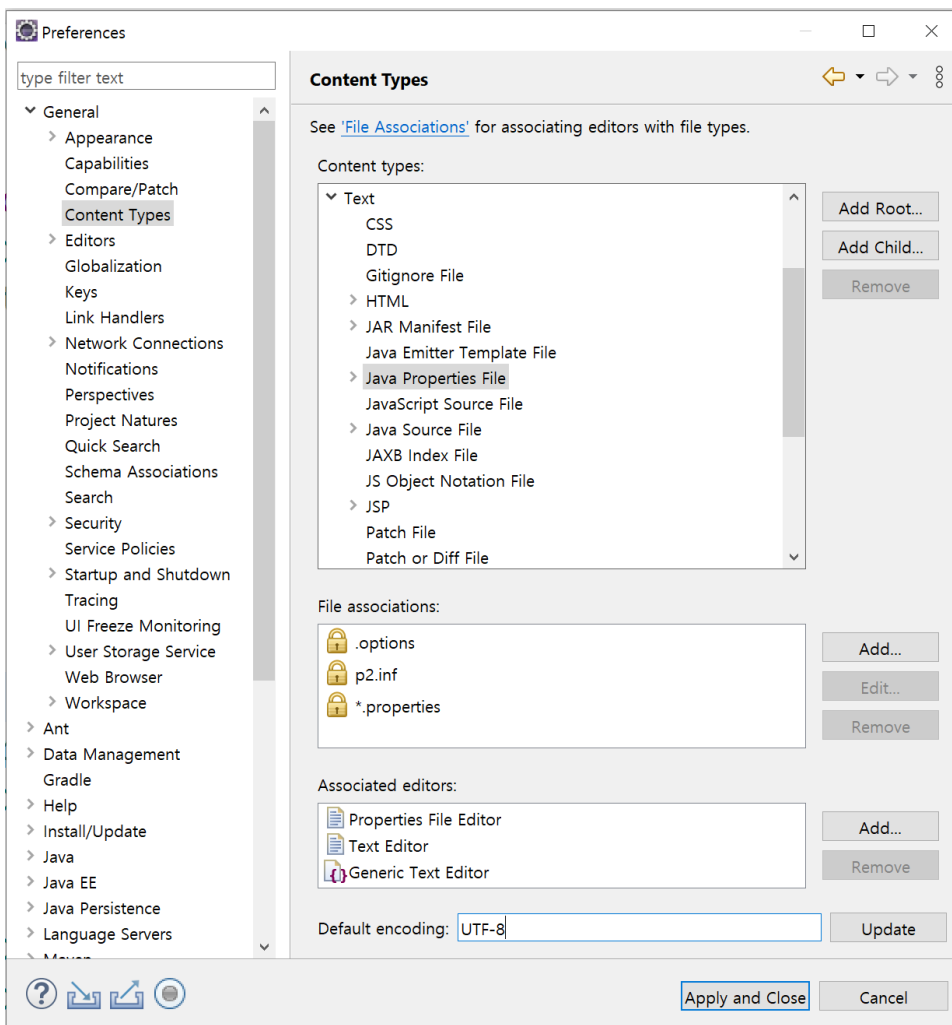 Preferences
type filter text
General
Appearance
Capabilities
Compare/Patch
Content Types
Editors
Globalization
Keys
Link Handlers
Network Connections
Notifications
Perspectives
Project Natures
Quick Search
Schema Associations
Search
Security
Service Policies
Startup and Shutdown
Tracing
UI Freeze Monitoring
User Storage Service
Web Browser
Workspace
Ant
Data Management
Gradle
Help
Install/Update
Java
Java EE
Java Persistence
Language Servers
Content Types
See 'File Associations' for associating editors with file types.
Content types:
Text
CSS
DTD
Gitignore File
HTML
JAR Manifest File
Java Emitter Template File
Java Properties File
JavaScript Source File
Java Source File
JAXB Index File
JS Object Notation File
JSP
Patch File
Patch or Diff File
Add Root...
Add Child...
Remove
File associations:
.options
p2.inf
*.properties
Add...
Edit...
Remove
Associated editors:
Properties File Editor
Text Editor
Generic Text Editor
Add...
Remove
Default encoding: UTF-8 Update
Apply and Close Cancel